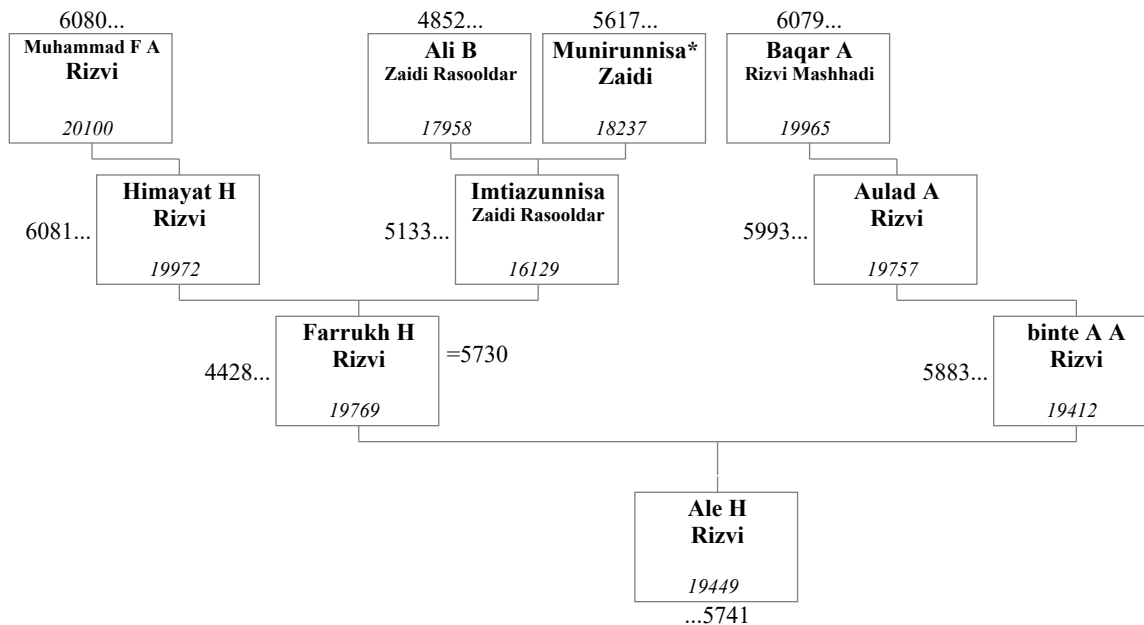 6080...
4852...
5617...
6079...
Muhammad F A
Rizvi
20100
Ali B
Zaidi Rasooldar
17958
Munirunnisa*
Zaidi
18237
Baqar A
Rizvi Mashhadi
19965
6081...
Himayat H
Rizvi
19972
5133...
Imtiazunnisa
Zaidi Rasooldar
16129
5993...
Aulad A
Rizvi
19757
4428...
Farrukh H
Rizvi
19769
=5730
5883...
binte A A
Rizvi
19412
Ale H
Rizvi
19449
...5741